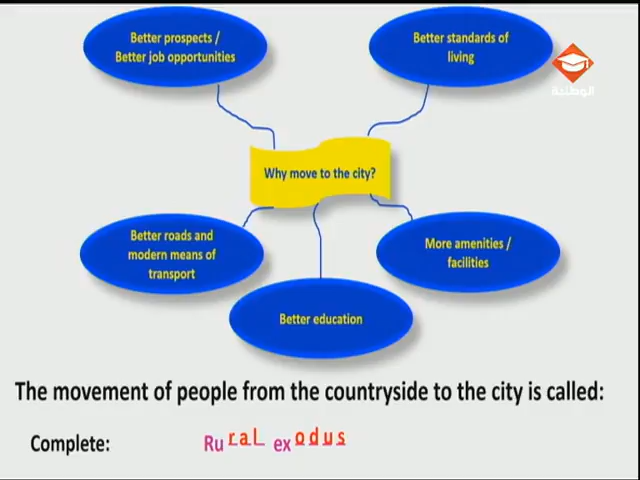 Better prospects /
Better job opportunities
Better standards of
living
الوطنية
Why move to the city?
Better roads and
modern means of
transport
More amenities /
facilities
Better education
The movement of people from the countryside to the city is called:
Complete: Rural exodus